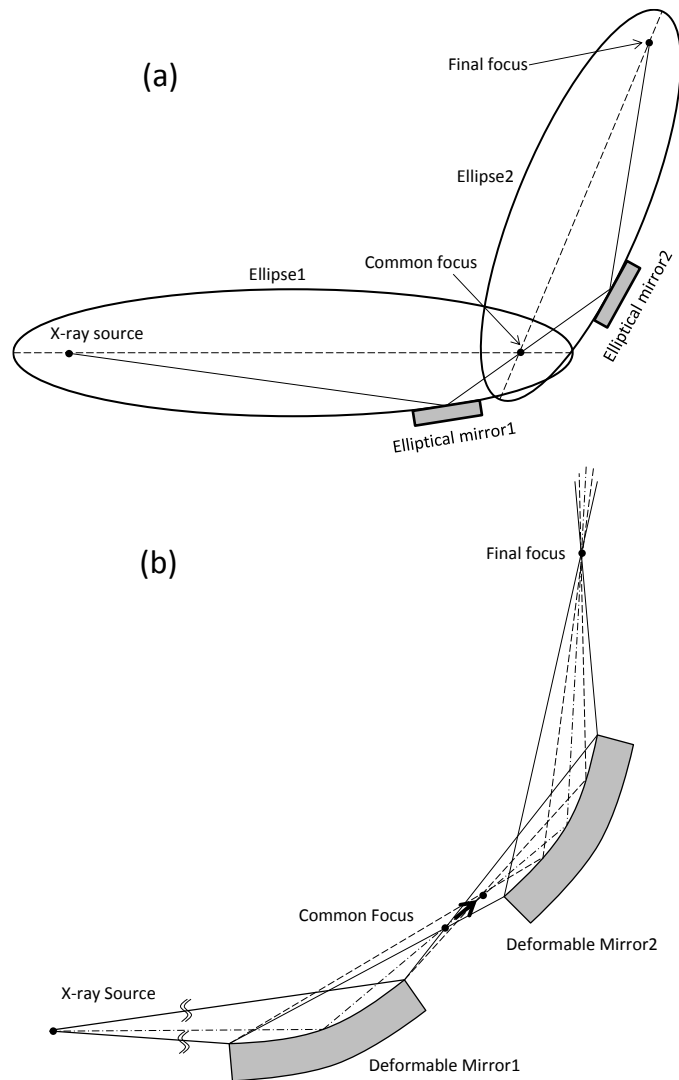 (a)
Final focus
Ellipse2
Common focus
Ellipse1
X-ray source
Elliptical mirror2
Elliptical mirror1
(b)
Final focus
Common Focus
Deformable Mirror2
X-ray Source
Deformable Mirror1